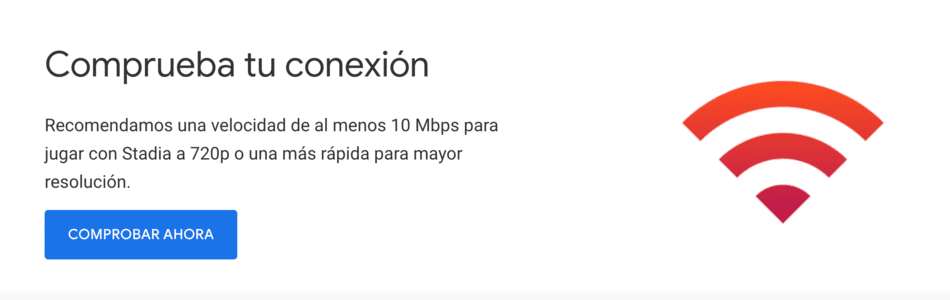 Comprueba tu conexión
Recomendamos una velocidad de al menos 10 Mbps para
jugar con Stadia a 720p o una más rápida para mayor
resolución.
COMPROBAR AHORA